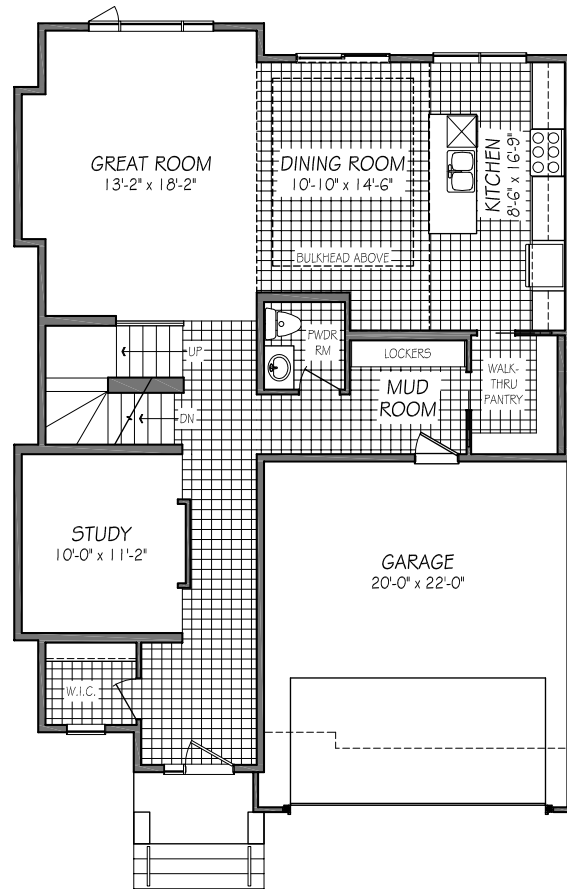 GREAT ROOM
13'-2" x 18'-2"
DINING ROOM
10'-10" x 14'-6"
KITCHEN
8'-6" x 16'-9"
BULKHEAD ABOVE
PWDR
RM
LOCKERS
UP
MUD
ROOM
WALK-
THRU
PANTRY
DN
STUDY
10'-0" x 11'-2"
GARAGE
20'-0" x 22'-0"
W.I.C.